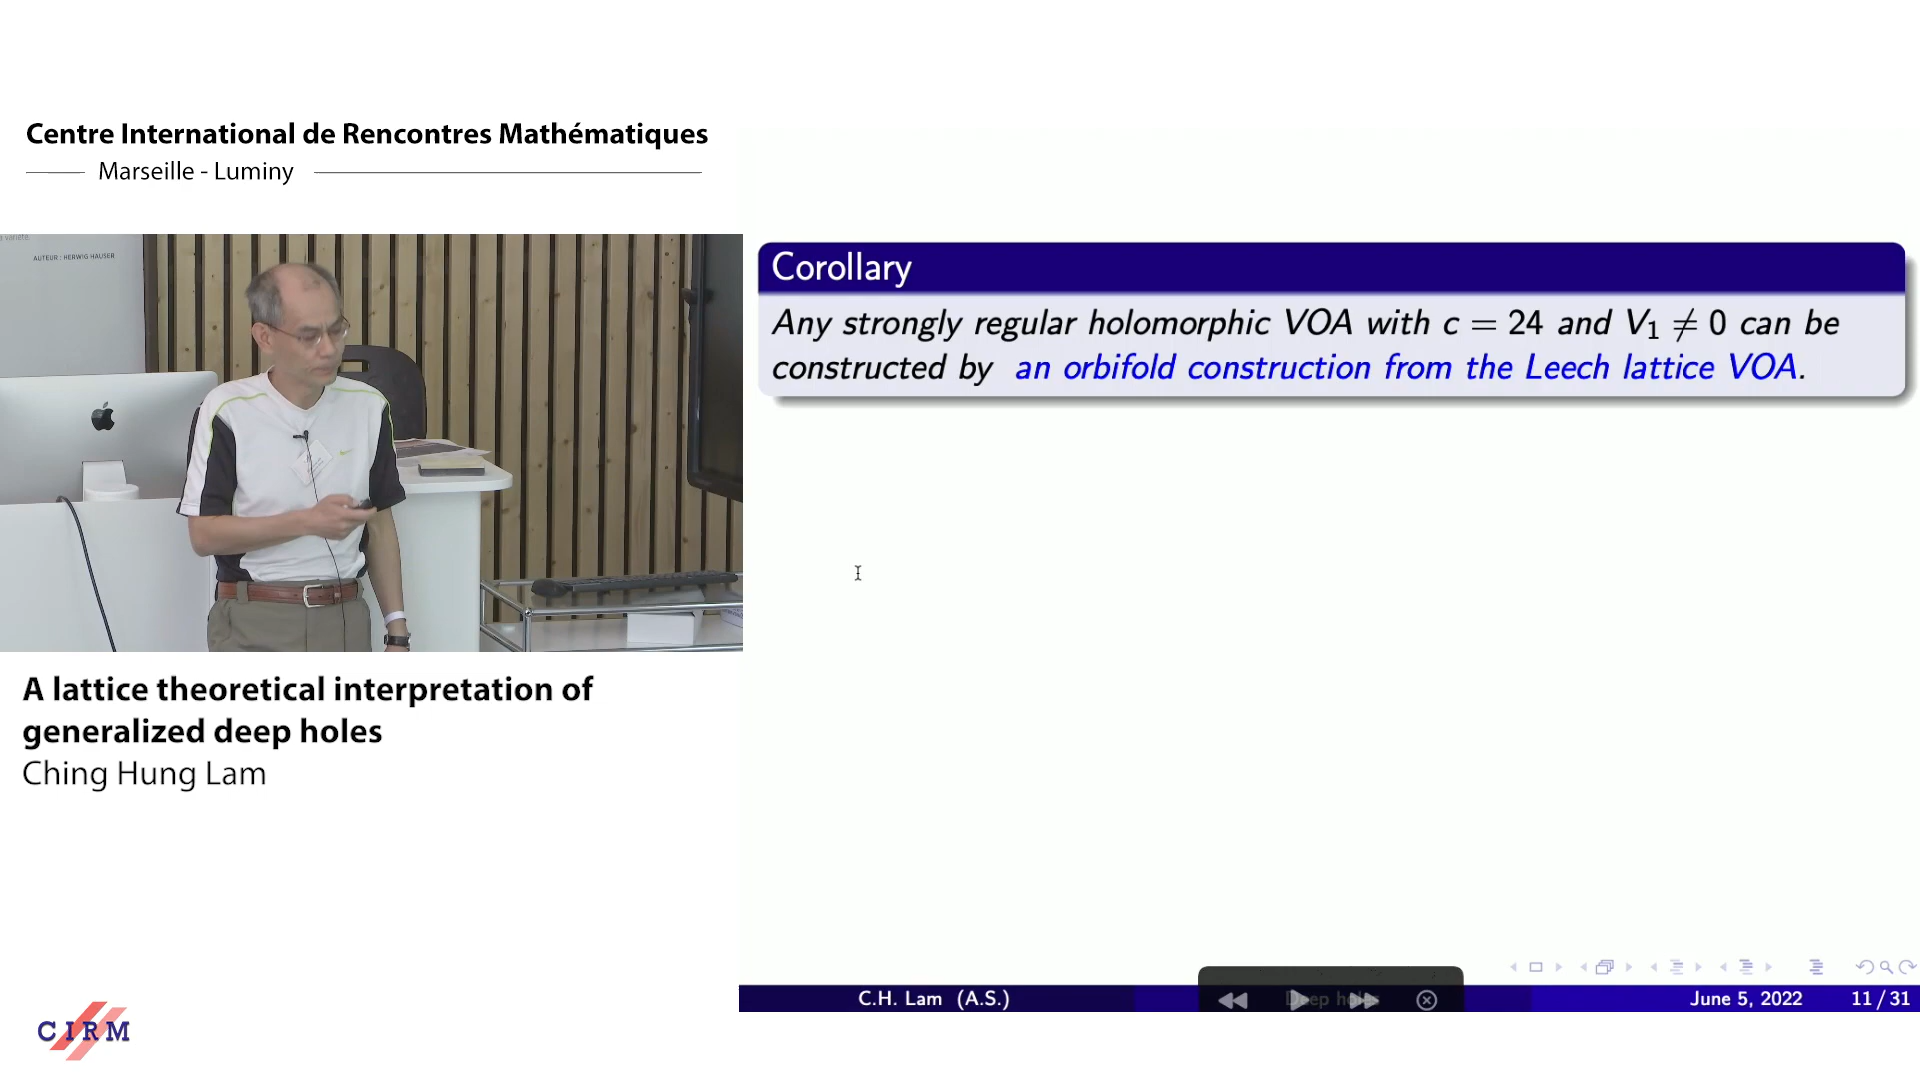 Centre International de Rencontres Mathématiques
Marseille - Luminy
AUTEUR : HERWIG HAUSER
A lattice theoretical interpretation of
generalized deep holes
Ching Hung Lam
CIRM
Corollary
Any strongly regular holomorphic VOA with c = 24 and V₁ ≠ 0 can be
constructed by an orbifold construction from the Leech lattice VOA.
C.H. Lam (A.S.)
Deep holes
June 5, 2022
11 / 31